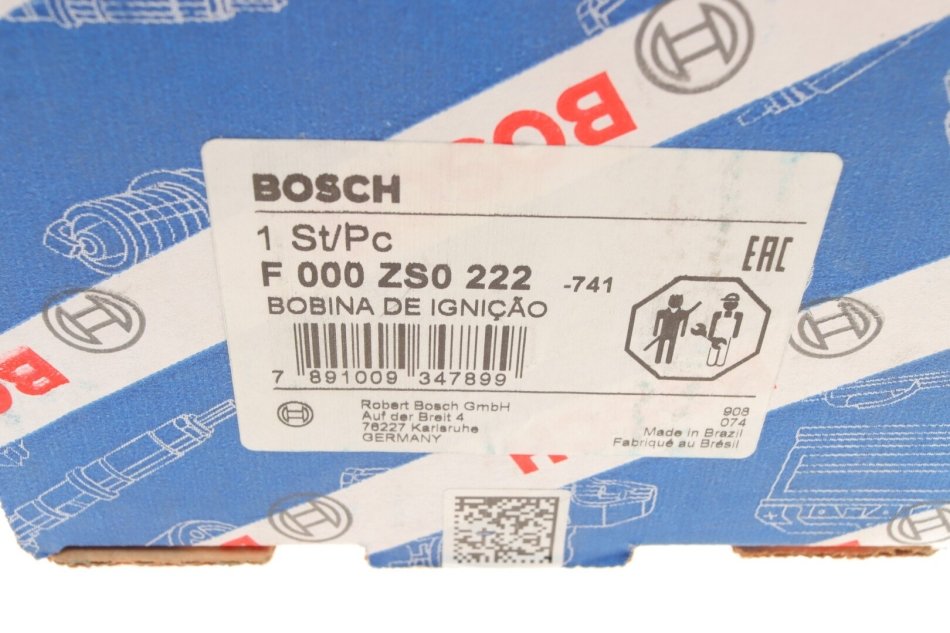 BOSCH
BOSCH
1 St/Pc
F 000 ZS0 222 -741
EAC
BOBINA DE IGNIÇÃO
7 891009 347899
Robert Bosch GmbH
Auf der Breit 4
76227 Karlsruhe
GERMANY
908
074
Made in Brazil
Fabriqué au Brésil